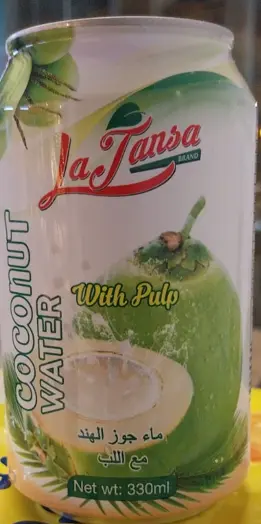 La Tansa
BRAND
COCONUT
WATER
With Pulp
ماء جوز الهند
مع اللب
Net wt: 330ml